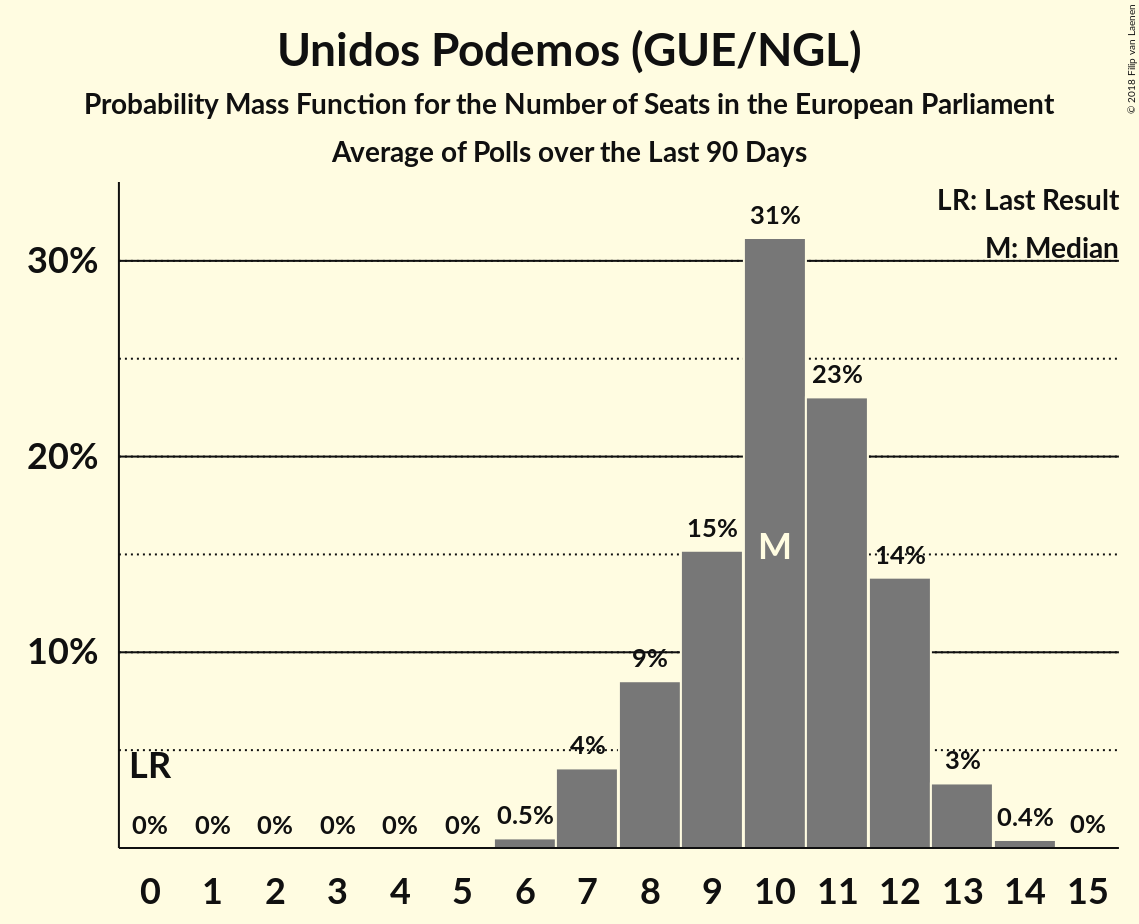 Unidos Podemos (GUE/NGL)
Probability Mass Function for the Number of Seats in the European Parliament
Average of Polls over the Last 90 Days
© 2018 Filip van Laenen
LR: Last Result
M: Median
30%
20%
10%
31%
23%
15%
M
14%
9%
4%
LR
3%
0%
0%
0%
0%
0%
0%
0.5%
0.4%
0%
0 1 2 3 4 5 6 7 8 9 10 11 12 13 14 15